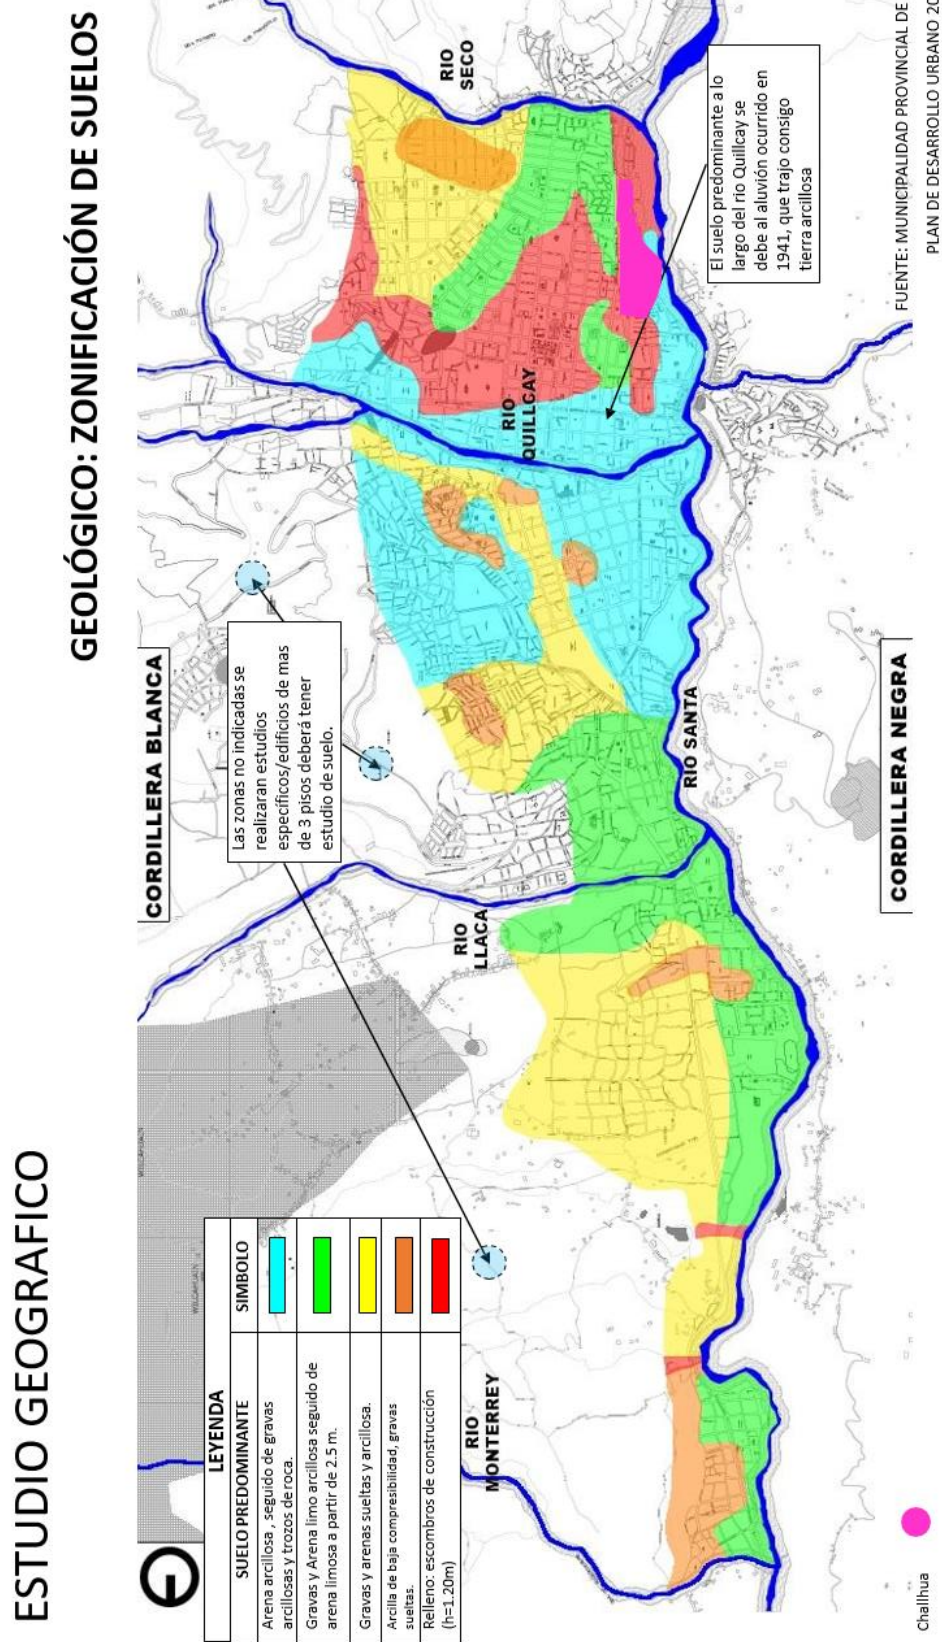 ESTUDIO GEOGRAFICO
GEOLÓGICO: ZONIFICACIÓN DE SUELOS
CORDILLERA BLANCA
Las zonas no indicadas se
realizaran estudios
específicos/edificios de mas
de 3 pisos deberá tener
estudio de suelo.
LEYENDA
SUELO PREDOMINANTE
SIMBOLO
Arena arcillosa , seguido de gravas
arcillosas y trozos de roca.
Gravas y Arena limo arcillosa seguido de
arena limosa a partir de 2.5 m.
Gravas y arenas sueltas y arcillosa.
Arcilla de baja compresibilidad, gravas
sueltas.
Relleno: escombros de construcción
(h=1.20m)
RIO
MONTERREY
RIO
LLACA
RIO
QUILLCAY
RIO
SECO
RIO SANTA
El suelo predominante a lo
largo del rio Quillcay se
debe al aluvión ocurrido en
1941, que trajo consigo
tierra arcillosa
CORDILLERA NEGRA
Challhua
FUENTE: MUNICIPALIDAD PROVINCIAL DE
PLAN DE DESARROLLO URBANO 20